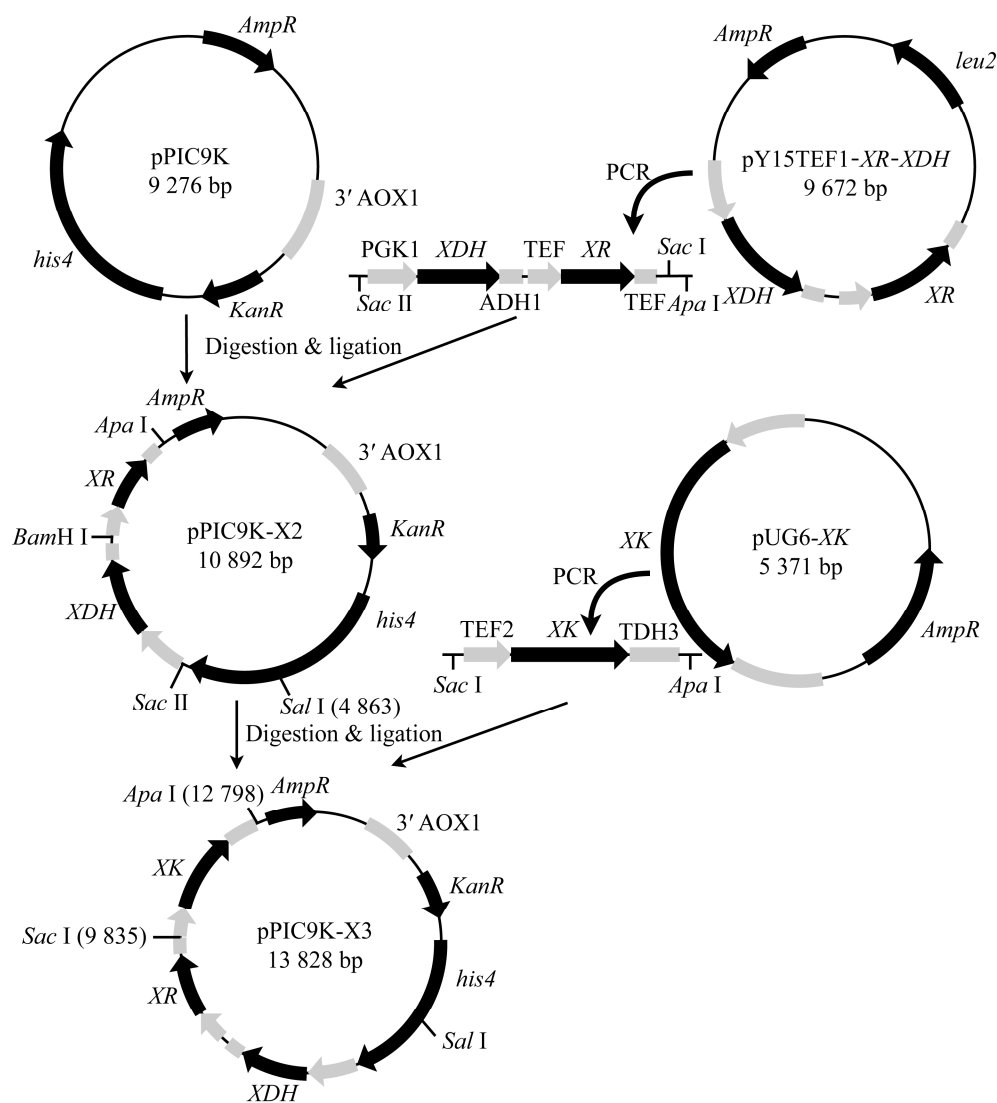 AmpR
pPIC9K
9 276 bp
3′ AOX1
his4
KanR
AmpR
leu2
pY15TEF1-XR-XDH
9 672 bp
XDH
XR
PCR
PGK1
XDH
TEF
XR
Sac I
Sac II
ADH1
TEF
Apa I
Digestion & ligation
AmpR
Apa I
3′ AOX1
XR
KanR
BamH I
pPIC9K-X2
10 892 bp
XDH
his4
Sac II
Sal I (4 863)
XK
pUG6-XK
5 371 bp
AmpR
PCR
TEF2
XK
TDH3
Sac I
Apa I
Digestion & ligation
Apa I (12 798)
AmpR
3′ AOX1
XK
KanR
Sac I (9 835)
pPIC9K-X3
13 828 bp
his4
XR
Sal I
XDH